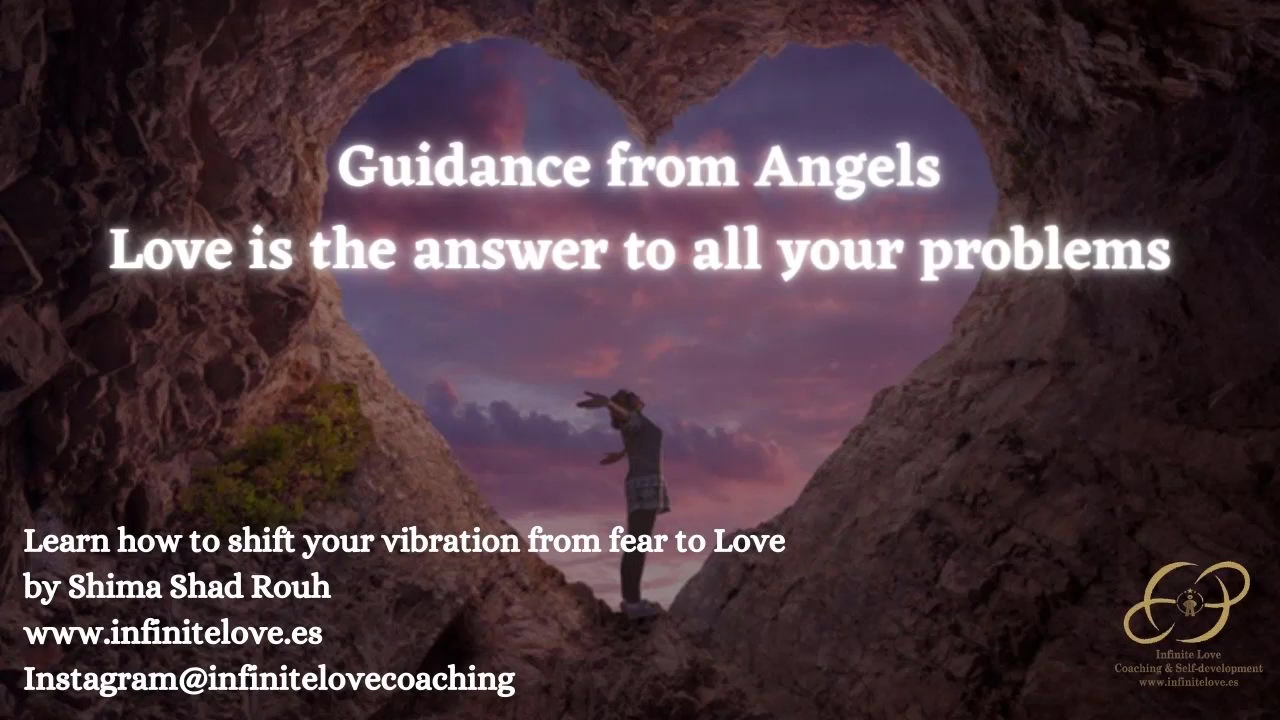 Guidance from Angels
Love is the answer to all your problems
Learn how to shift your vibration from fear to Love
by Shima Shad Rouh
www.infinitelove.es
Instagram@infinitelovecoaching
Infinite Love
Coaching & Self-development
www.infinitelove.es